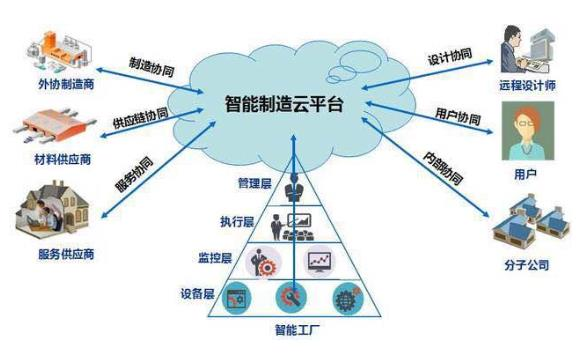 制造协同
设计协同
外协制造商
远程设计师
智能制造云平台
供应链协同
用户协同
材料供应商
用户
服务协同
内部协同
管理层
执行层
服务供应商
监控层
分子公司
设备层
智能工厂